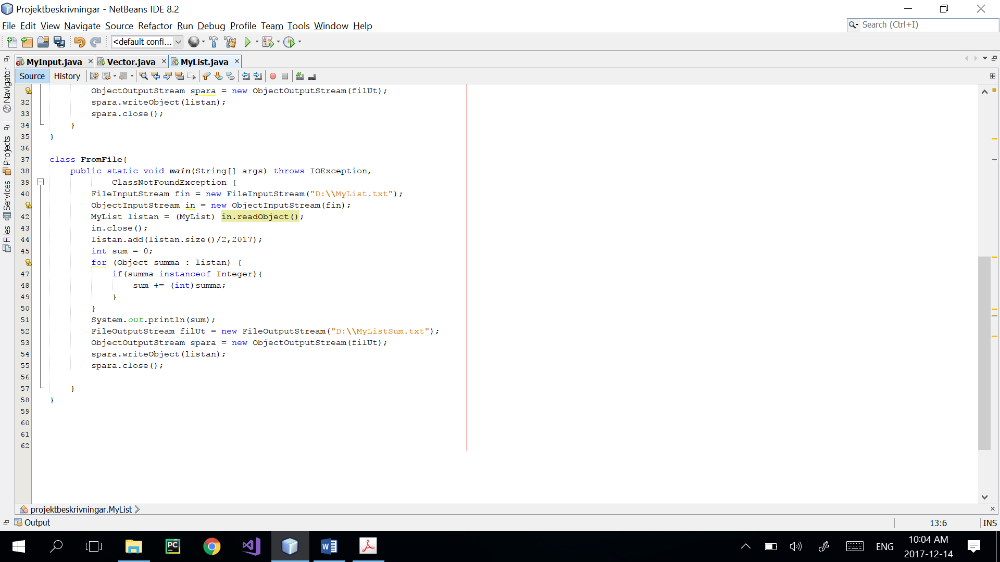 Projektbeskrivningar - NetBeans IDE 8.2
File Edit View Navigate Source Refactor Run Debug Profile Team Tools Window Help
Search (Ctrl+I)
<default confi...
MyInput.java Vector.java MyList.java
Source History
Navigator
Projects
Services
Files
ObjectOutputStream spara = new ObjectOutputStream(filUt);
32 spara.writeObject(listan);
33 spara.close();
34 }
35 }
36
37 class FromFile{
38 public static void main(String[] args) throws IOException,
39 ClassNotFoundException {
40 FileInputStream fin = new FileInputStream("D:\\MyList.txt");
ObjectInputStream in = new ObjectInputStream(fin);
42 MyList listan = (MyList) in.readObject();
43 in.close();
44 listan.add(listan.size()/2,2017);
45 int sum = 0;
for (Object summa : listan) {
47 if(summa instanceof Integer){
48 sum += (int)summa;
49 }
50 }
51 System.out.println(sum);
52 FileOutputStream filUt = new FileOutputStream("D:\\MyListSum.txt");
53 ObjectOutputStream spara = new ObjectOutputStream(filUt);
54 spara.writeObject(listan);
55 spara.close();
56
57 }
58 }
59
60
61
62
projektbeskrivningar.MyList
Output
13:6 INS
PC
W
ENG
10:04 AM
2017-12-14